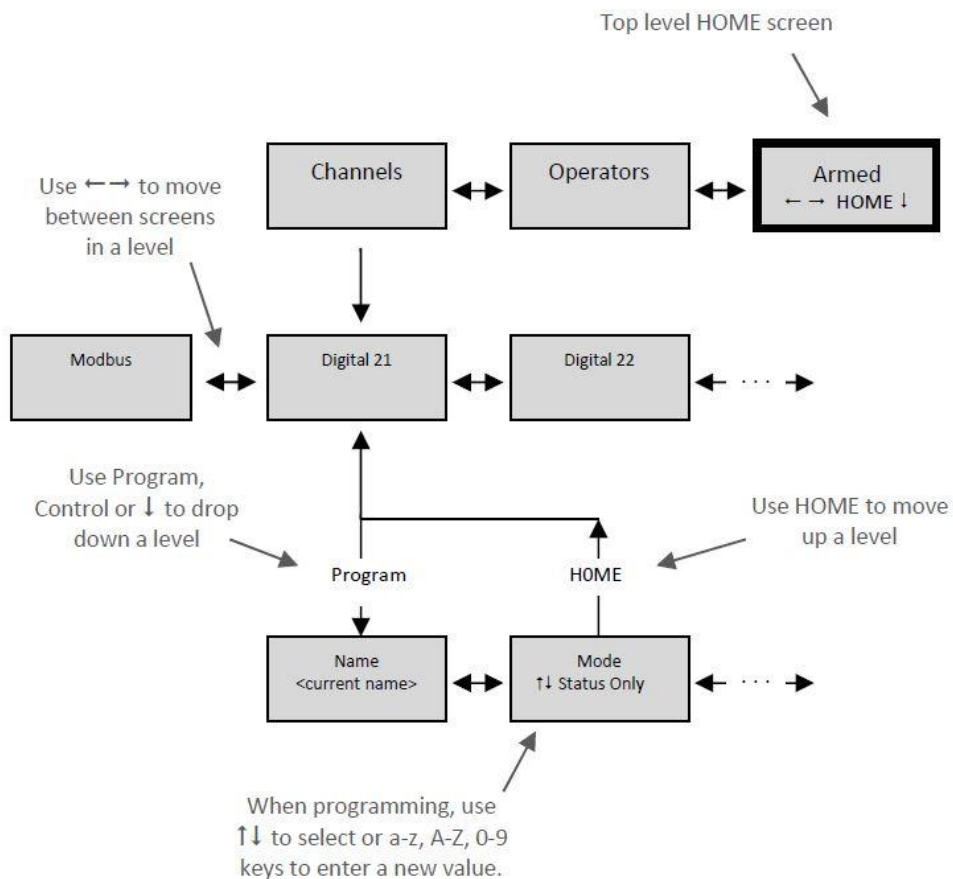 Top level HOME screen
Channels
Operators
Armed
← → HOME ↓
Use ←→ to move
between screens
in a level
Modbus
Digital 21
Digital 22
. . .
Use Program,
Control or ↓ to drop
down a level
Use HOME to move
up a level
Program
HOME
Name
<current name>
Mode
↑↓ Status Only
. . .
When programming, use
↑↓ to select or a-z, A-Z, 0-9
keys to enter a new value.